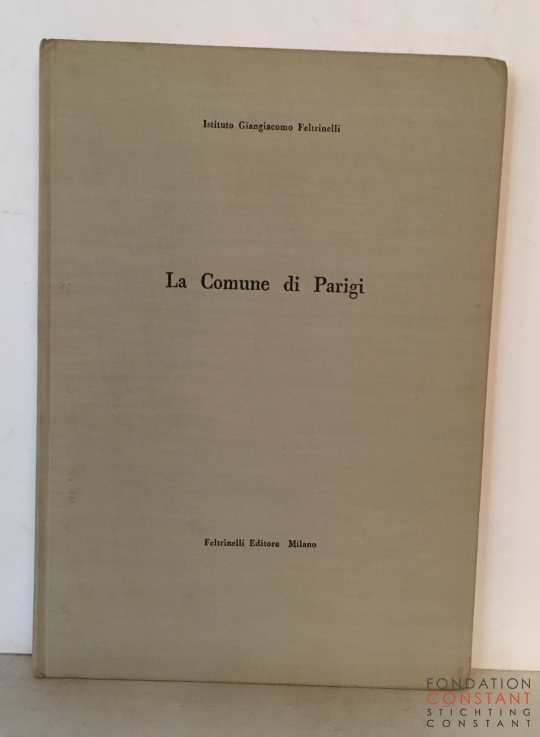 Istituto Giangiacomo Feltrinelli
La Comune di Parigi
Feltrinelli Editore Milano
FONDATION
CONSTANT
STICHTING
CONSTANT